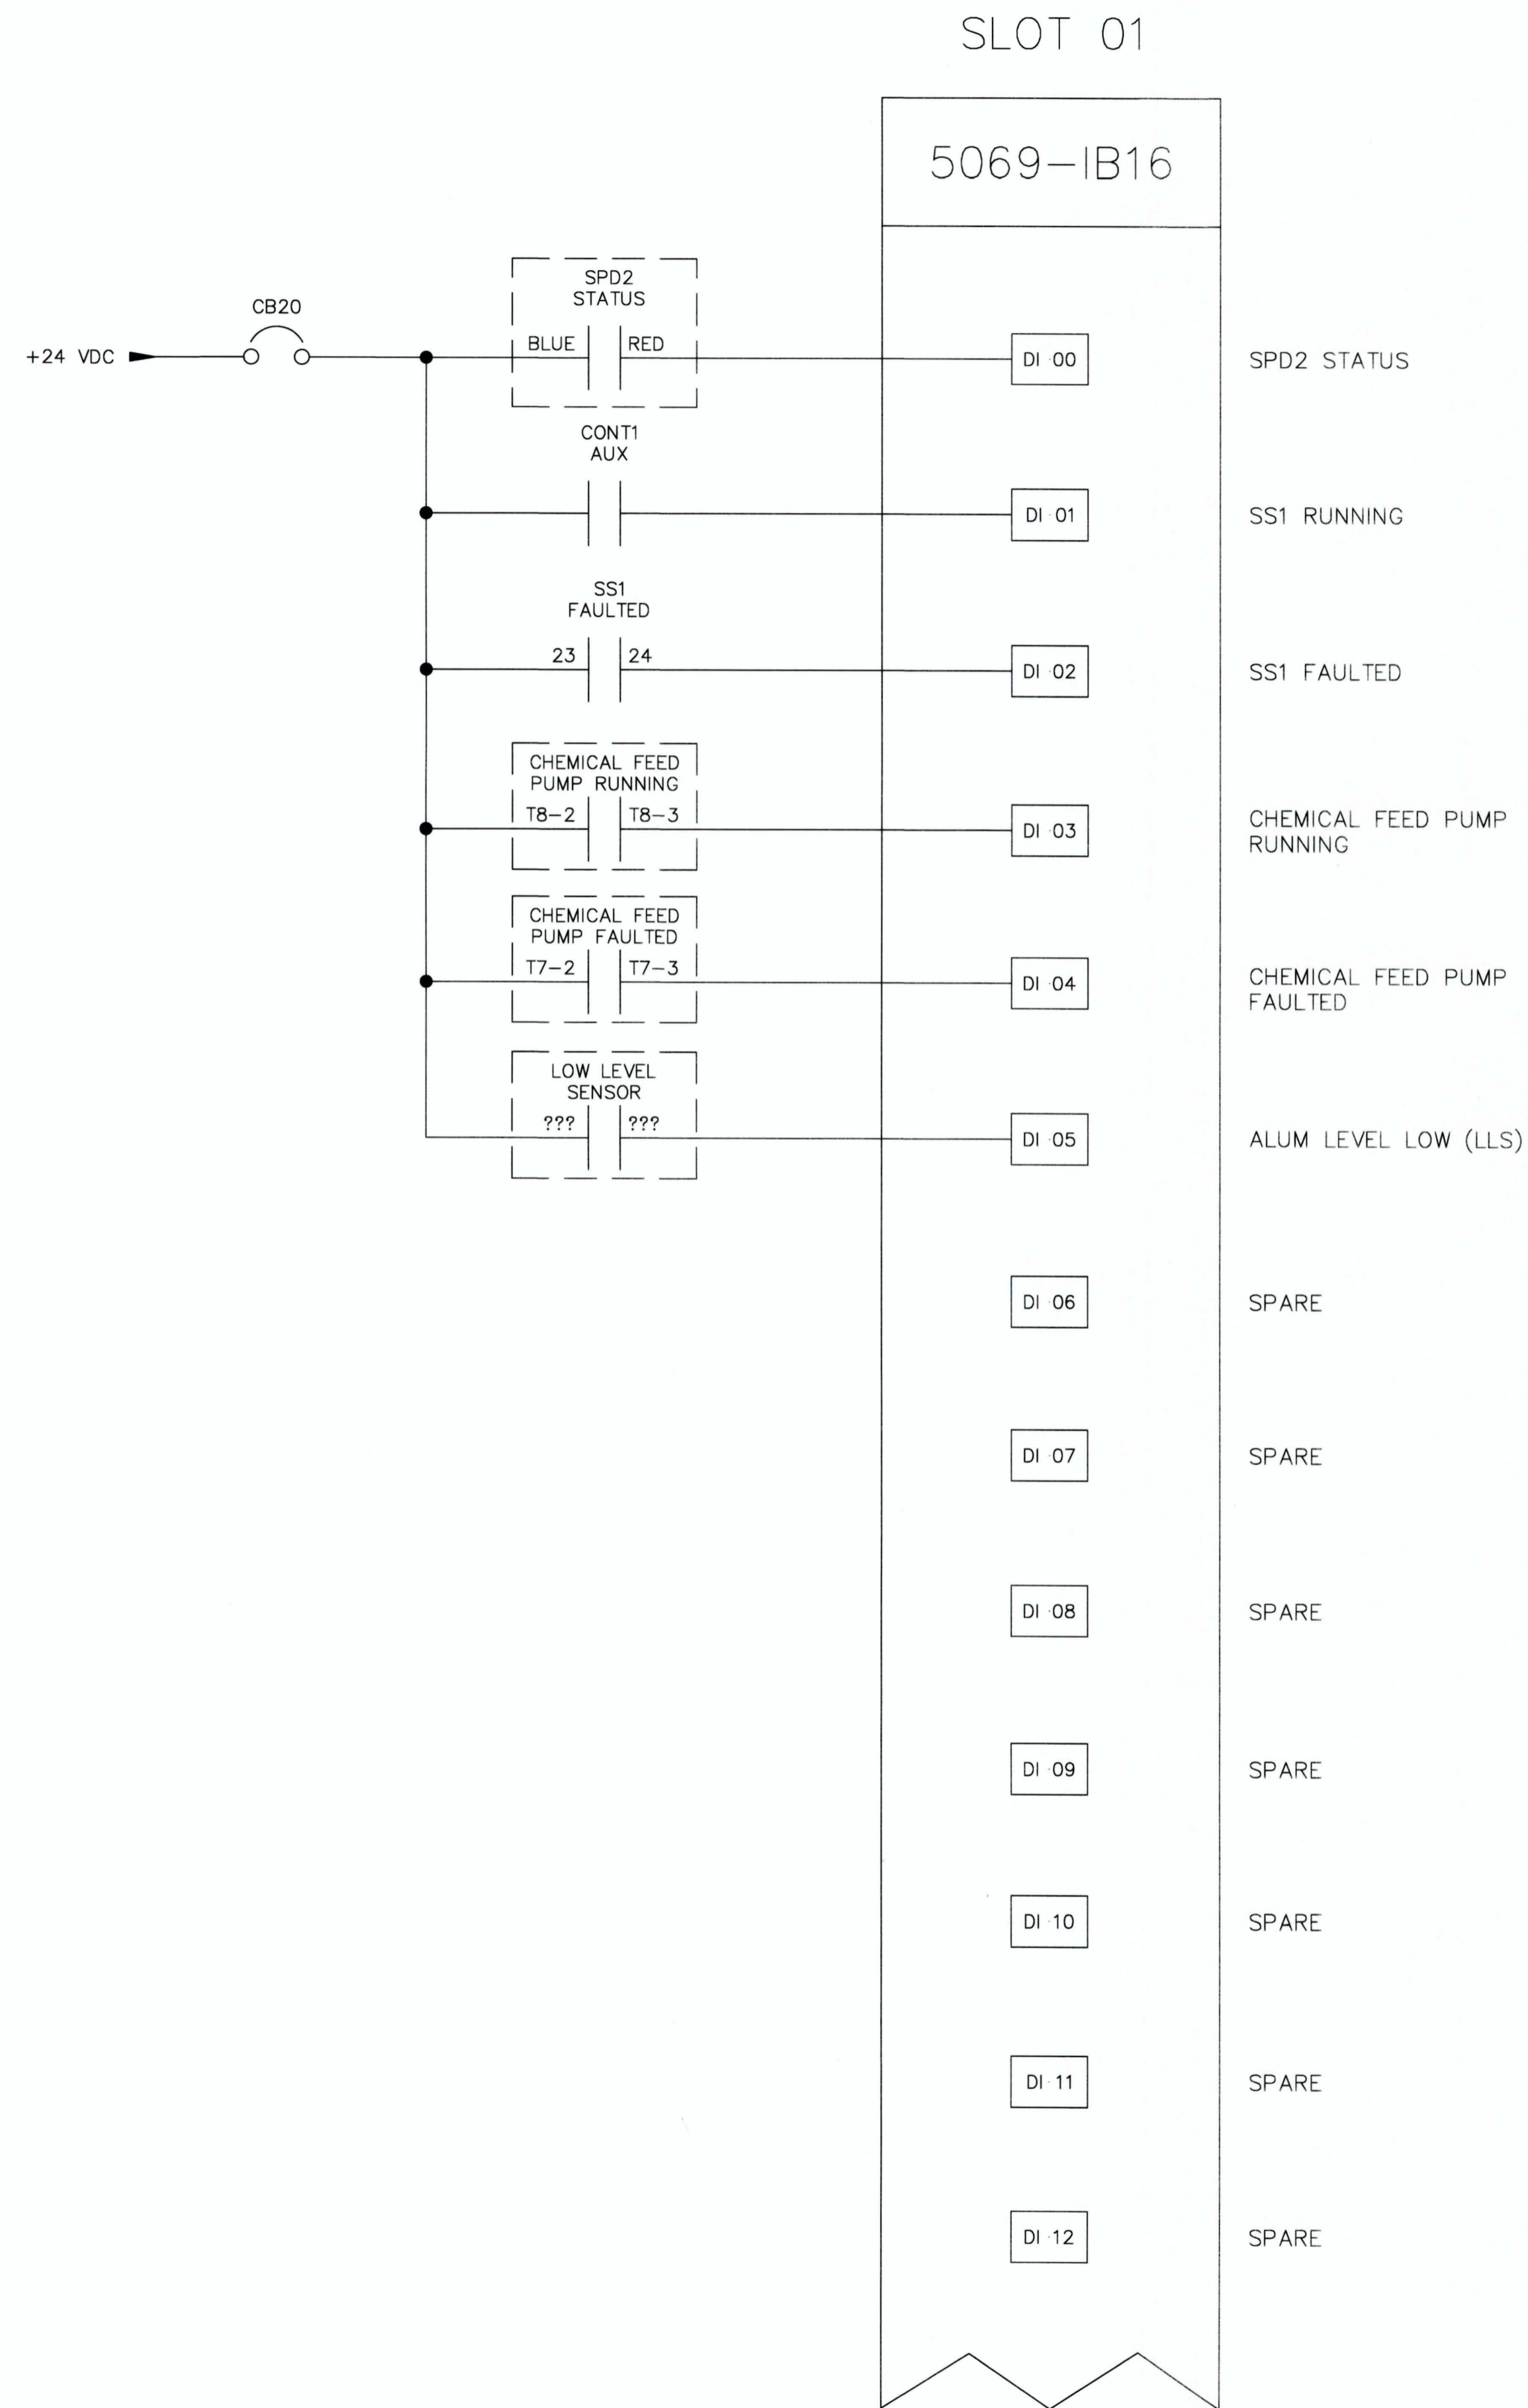 SLOT 01
5069-IB16
SPD2
STATUS
CB20
+24 VDC
BLUE
RED
DI 00
SPD2 STATUS
CONT1
AUX
DI 01
SS1 RUNNING
SS1
FAULTED
23
24
DI 02
SS1 FAULTED
CHEMICAL FEED
PUMP RUNNING
T8-2
T8-3
DI 03
CHEMICAL FEED PUMP
RUNNING
CHEMICAL FEED
PUMP FAULTED
T7-2
T7-3
DI 04
CHEMICAL FEED PUMP
FAULTED
LOW LEVEL
SENSOR
???
???
DI 05
ALUM LEVEL LOW (LLS)
DI 06
SPARE
DI 07
SPARE
DI 08
SPARE
DI 09
SPARE
DI 10
SPARE
DI 11
SPARE
DI 12
SPARE